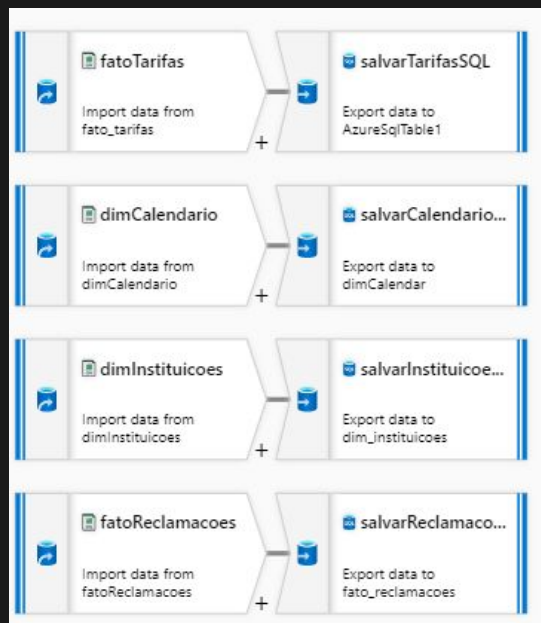 fatoTarifas
Import data from
fato_tarifas
+
salvarTarifasSQL
Export data to
AzureSqlTable1
dimCalendario
Import data from
dimCalendario
+
salvarCalendario...
Export data to
dimCalendar
dimInstituicoes
Import data from
dimInstituicoes
+
salvarInstituicoe...
Export data to
dim_instituicoes
fatoReclamacoes
Import data from
fatoReclamacoes
+
salvarReclamaco...
Export data to
fato_reclamacoes